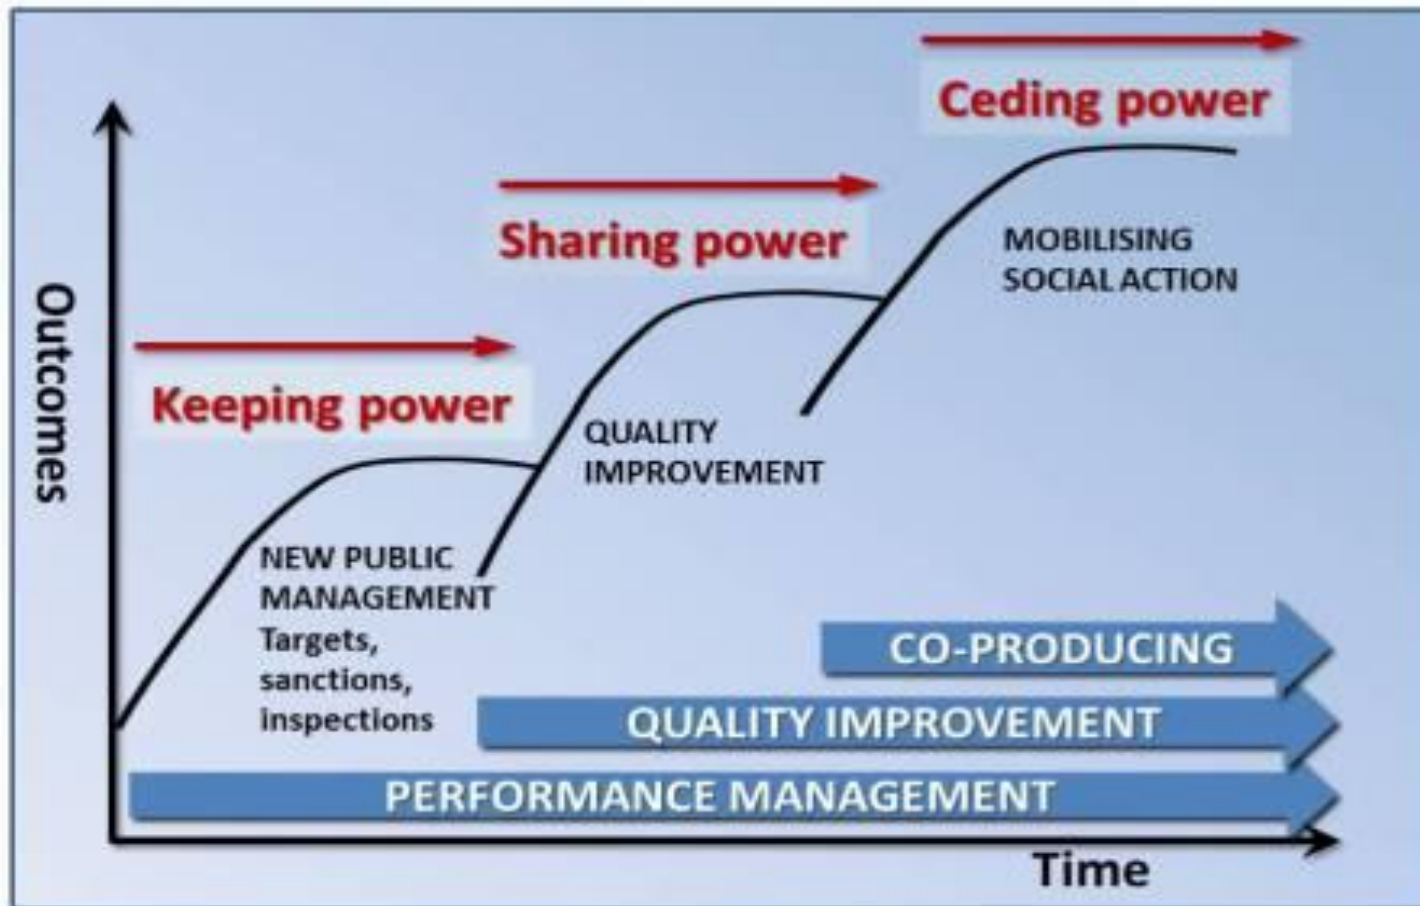 Ceding power
Sharing power
MOBILISING
SOCIAL ACTION
Outcomes
Keeping power
QUALITY
IMPROVEMENT
NEW PUBLIC
MANAGEMENT
Targets,
sanctions,
inspections
CO-PRODUCING
QUALITY IMPROVEMENT
PERFORMANCE MANAGEMENT
Time